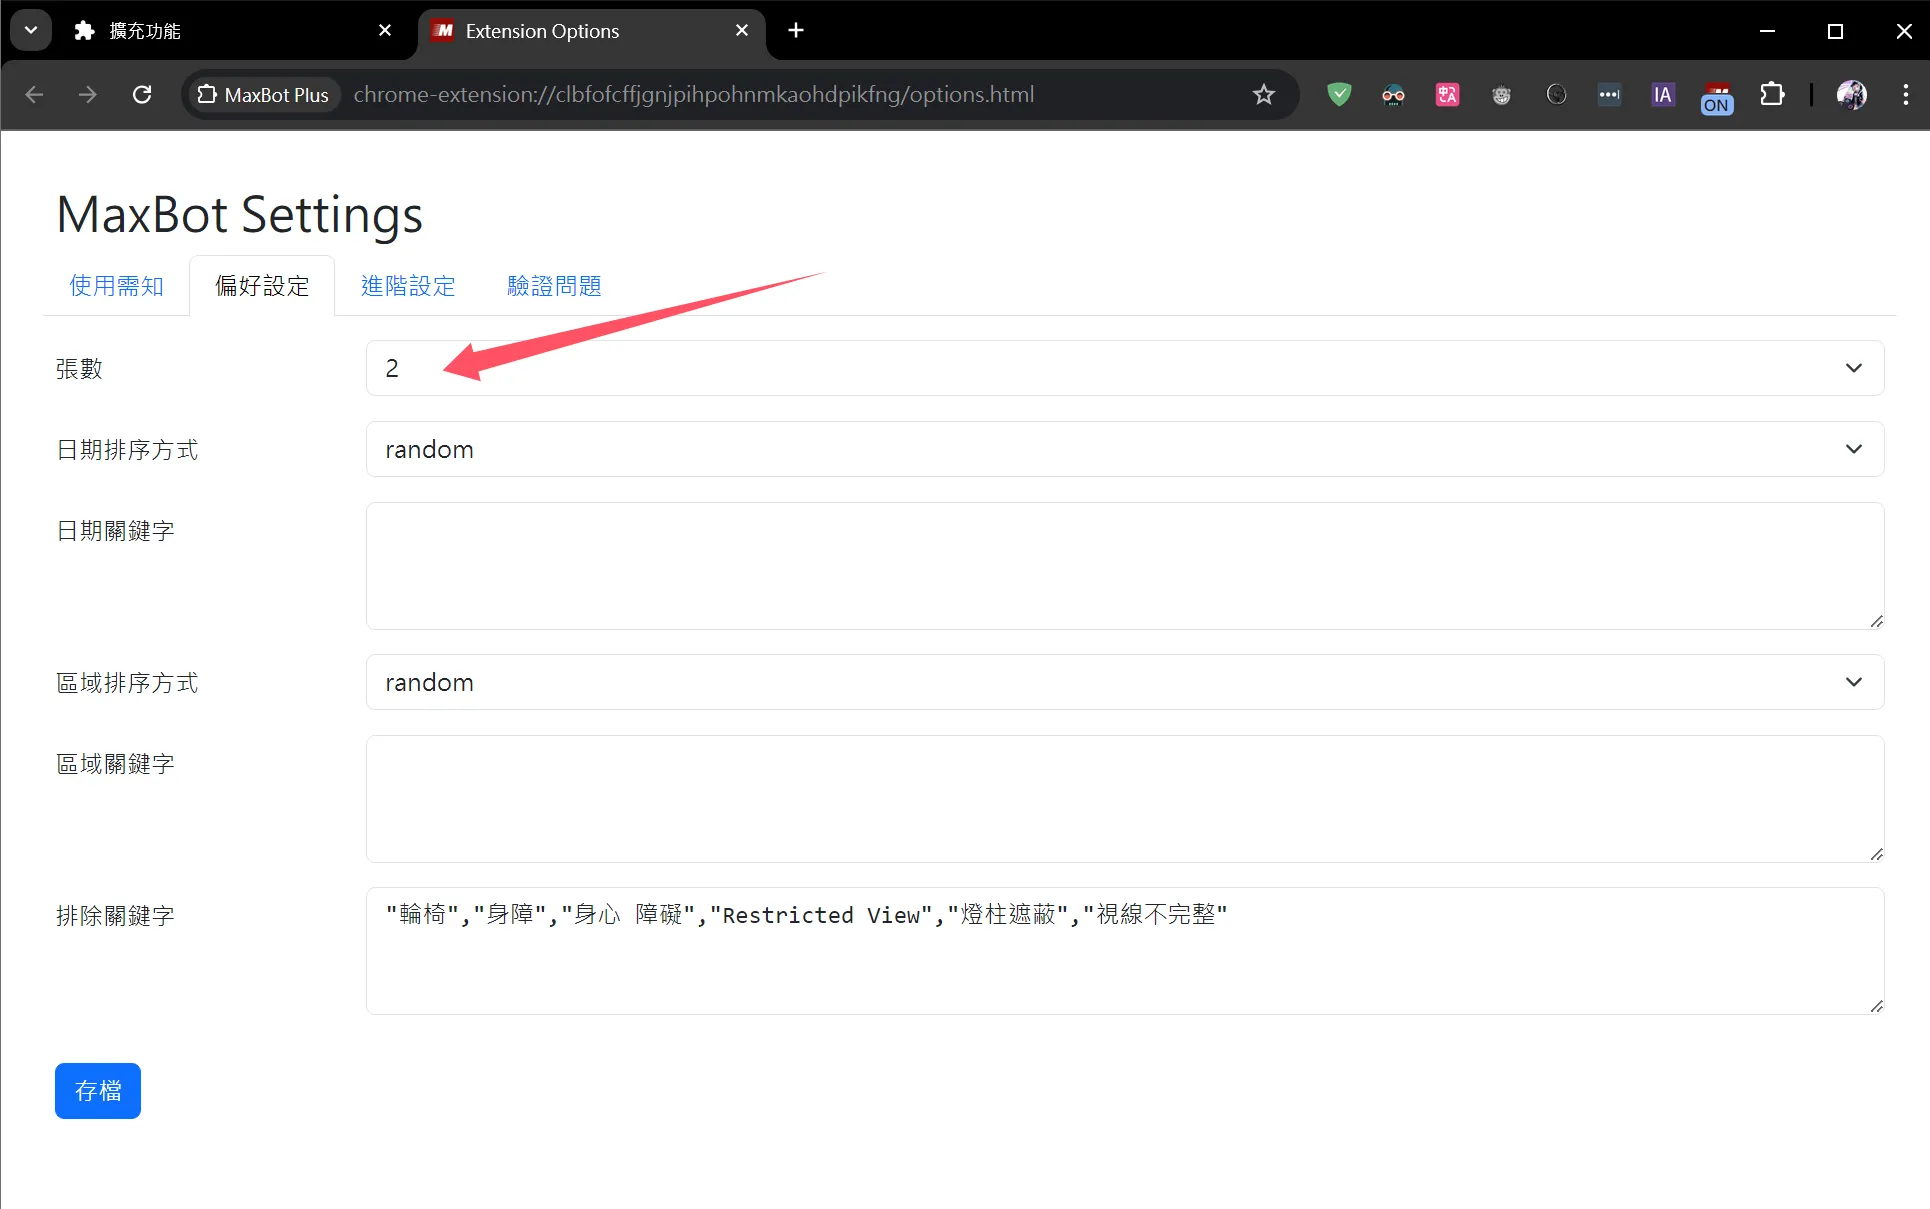 擴充功能
Extension Options
MaxBot Plus
chrome-extension://clbfofcffjgnjpihpohnmkaohdpikfng/options.html
IA
ON
MaxBot Settings
使用需知
偏好設定
進階設定
驗證問題
張數
2
日期排序方式
random
日期關鍵字
區域排序方式
random
區域關鍵字
排除關鍵字
"輪椅","身障","身心 障礙","Restricted View","燈柱遮蔽","視線不完整"
存檔